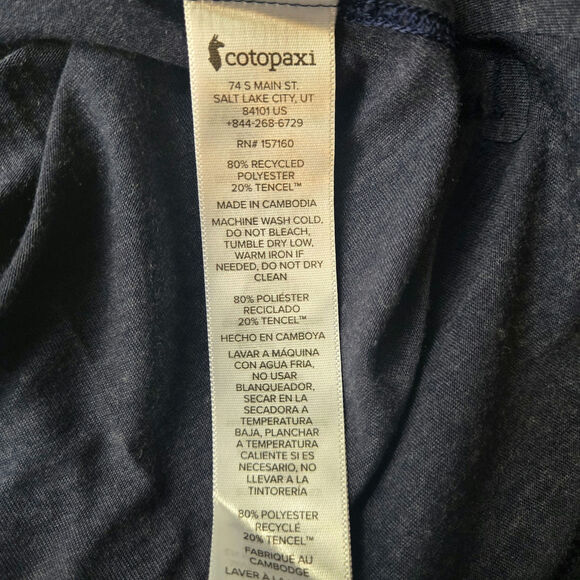 cotopaxi
74 S MAIN ST.
SALT LAKE CITY, UT
84101 US
+844-268-6729
RN# 157160
80% RECYCLED
POLYESTER
20% TENCEL™
MADE IN CAMBODIA
MACHINE WASH COLD,
DO NOT BLEACH,
TUMBLE DRY LOW,
WARM IRON IF
NEEDED, DO NOT DRY
CLEAN
80% POLIÉSTER
RECICLADO
20% TENCEL™
HECHO EN CAMBOYA
LAVAR A MÁQUINA
CON AGUA FRIA,
NO USAR
BLANQUEADOR,
SECAR EN LA
SECADORA A
TEMPERATURA
BAJA, PLANCHAR
A TEMPERATURA
CALIENTE SI ES
NECESARIO, NO
LLEVAR A LA
TINTORERÍA
80% POLYESTER
RECYCLÉ
20% TENCEL™
FABRIQUÉ AU
CAMBODGE
LAVER À LA